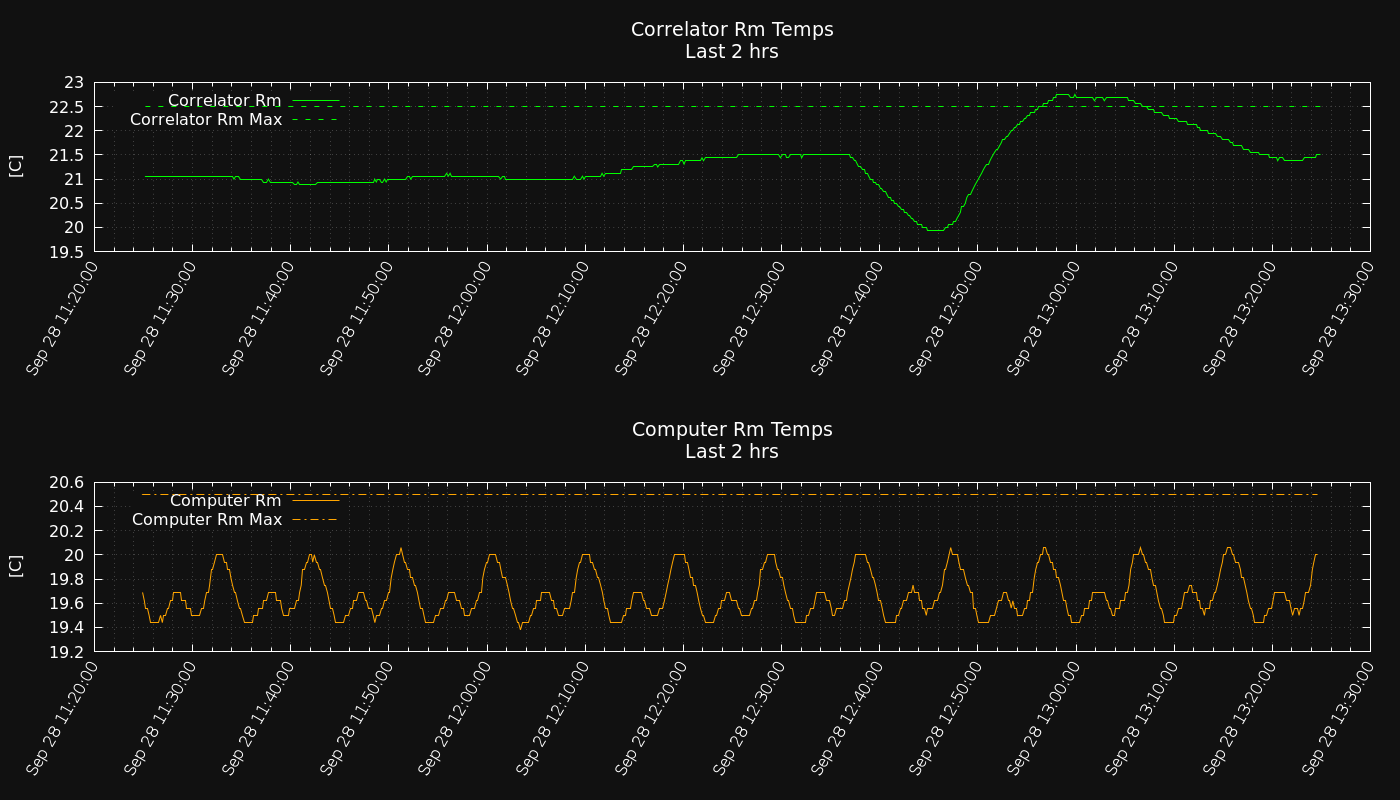 Correlator Rm Temps
Last 2 hrs
[C]
23
22.5
22
21.5
21
20.5
20
19.5
Correlator Rm
Correlator Rm Max
Sep 28 11:20:00
Sep 28 11:30:00
Sep 28 11:40:00
Sep 28 11:50:00
Sep 28 12:00:00
Sep 28 12:10:00
Sep 28 12:20:00
Sep 28 12:30:00
Sep 28 12:40:00
Sep 28 12:50:00
Sep 28 13:00:00
Sep 28 13:10:00
Sep 28 13:20:00
Sep 28 13:30:00
Computer Rm Temps
Last 2 hrs
[C]
20.6
20.4
20.2
20
19.8
19.6
19.4
19.2
Computer Rm
Computer Rm Max
Sep 28 11:20:00
Sep 28 11:30:00
Sep 28 11:40:00
Sep 28 11:50:00
Sep 28 12:00:00
Sep 28 12:10:00
Sep 28 12:20:00
Sep 28 12:30:00
Sep 28 12:40:00
Sep 28 12:50:00
Sep 28 13:00:00
Sep 28 13:10:00
Sep 28 13:20:00
Sep 28 13:30:00